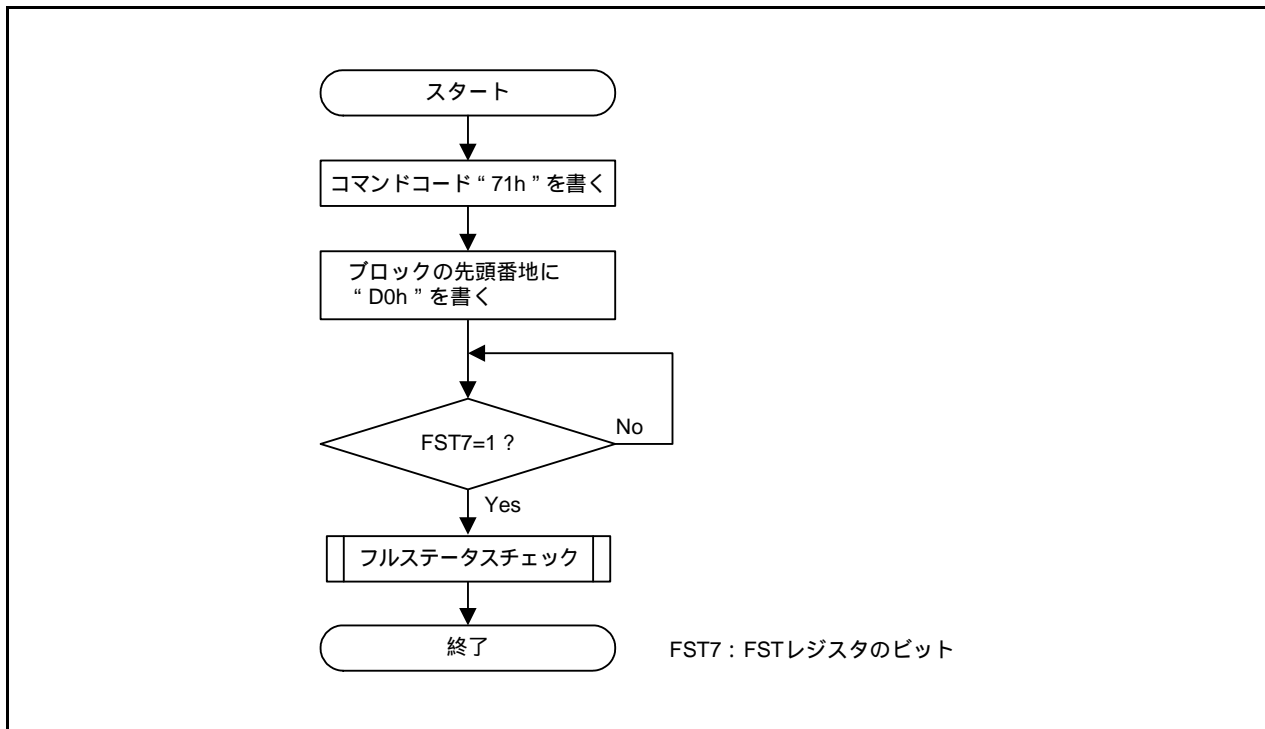 スタート
コマンドコード “ 71h ” を書く
ブロックの先頭番地に
“ D0h ” を書く
FST7=1 ?
No
Yes
フルステータスチェック
終了
FST7 : FSTレジスタのビット